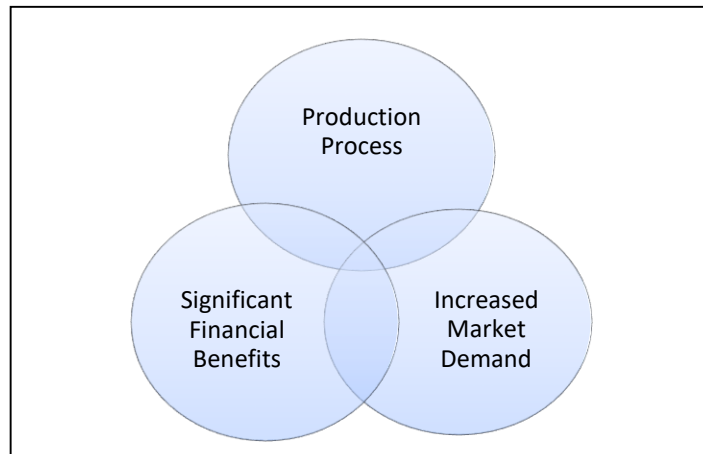 Production
Process
Significant
Financial
Benefits
Increased
Market
Demand